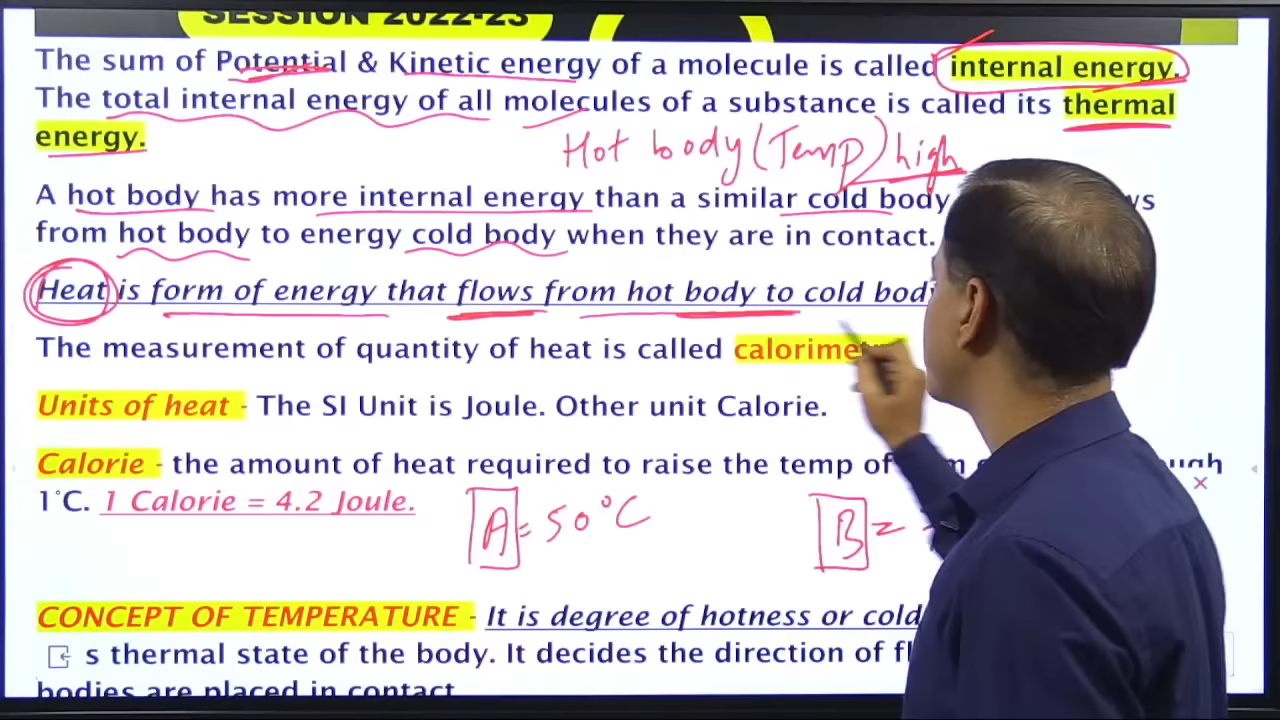 SESSION 2022-23
The sum of Potential & Kinetic energy of a molecule is called internal energy.
The total internal energy of all molecules of a substance is called its thermal
energy.
Hot body (Temp) high
A hot body has more internal energy than a similar cold body
from hot body to energy cold body when they are in contact.
Heat is form of energy that flows from hot body to cold body
The measurement of quantity of heat is called
Units of heat - The SI Unit is Joule. Other unit Calorie.
Calorie - the amount of heat required to raise the temp of
1°C. 1 Calorie = 4.2 Joule.
A = 50°C B =
CONCEPT OF TEMPERATURE - It is degree of hotness or cold
s thermal state of the body. It decides the direction of
bodies are placed in contact